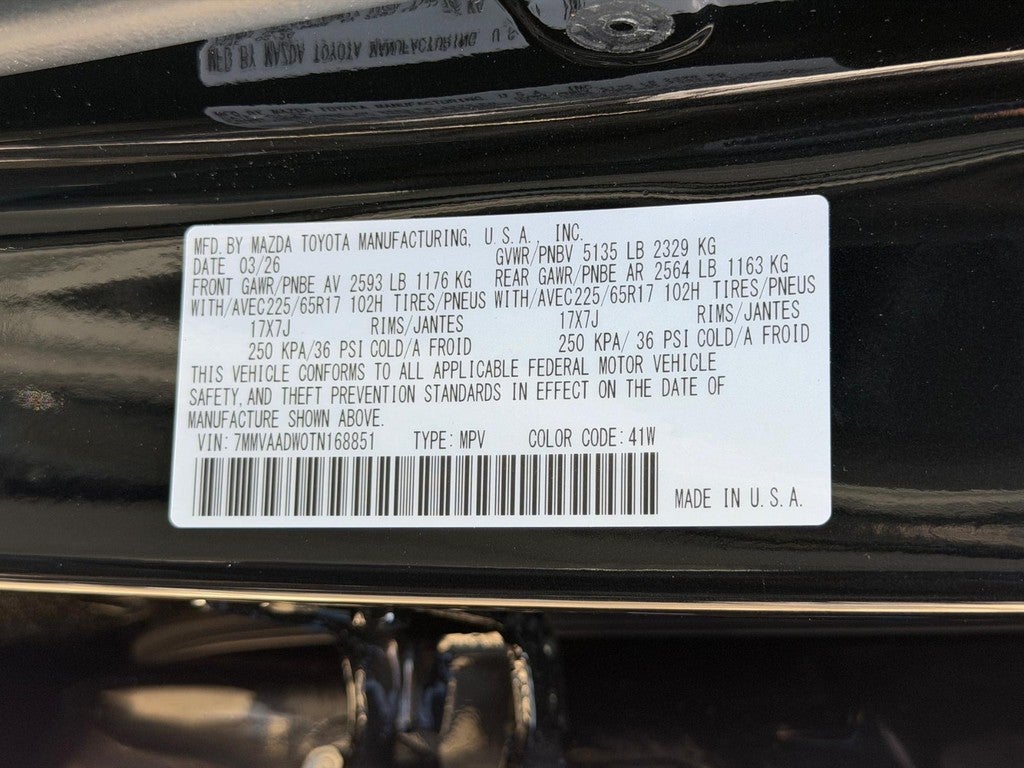 MFD. BY MAZDA TOYOTA MANUFACTURING, U.S.A. INC.
DATE 03/26 GVWR/PNBV 5135 LB 2329 KG
FRONT GAWR/PNBE AV 2593 LB 1176 KG REAR GAWR/PNBE AR 2564 LB 1163 KG
WITH/AVEC225/65R17 102H TIRES/PNEUS WITH/AVEC225/65R17 102H TIRES/PNEUS
17X7J RIMS/JANTES 17X7J RIMS/JANTES
250 KPA/36 PSI COLD/A FROID 250 KPA/ 36 PSI COLD/A FROID
THIS VEHICLE CONFORMS TO ALL APPLICABLE FEDERAL MOTOR VEHICLE
SAFETY, AND THEFT PREVENTION STANDARDS IN EFFECT ON THE DATE OF
MANUFACTURE SHOWN ABOVE.
VIN: 7MMVAADW0TN168851 TYPE: MPV COLOR CODE: 41W
MADE IN U.S.A.